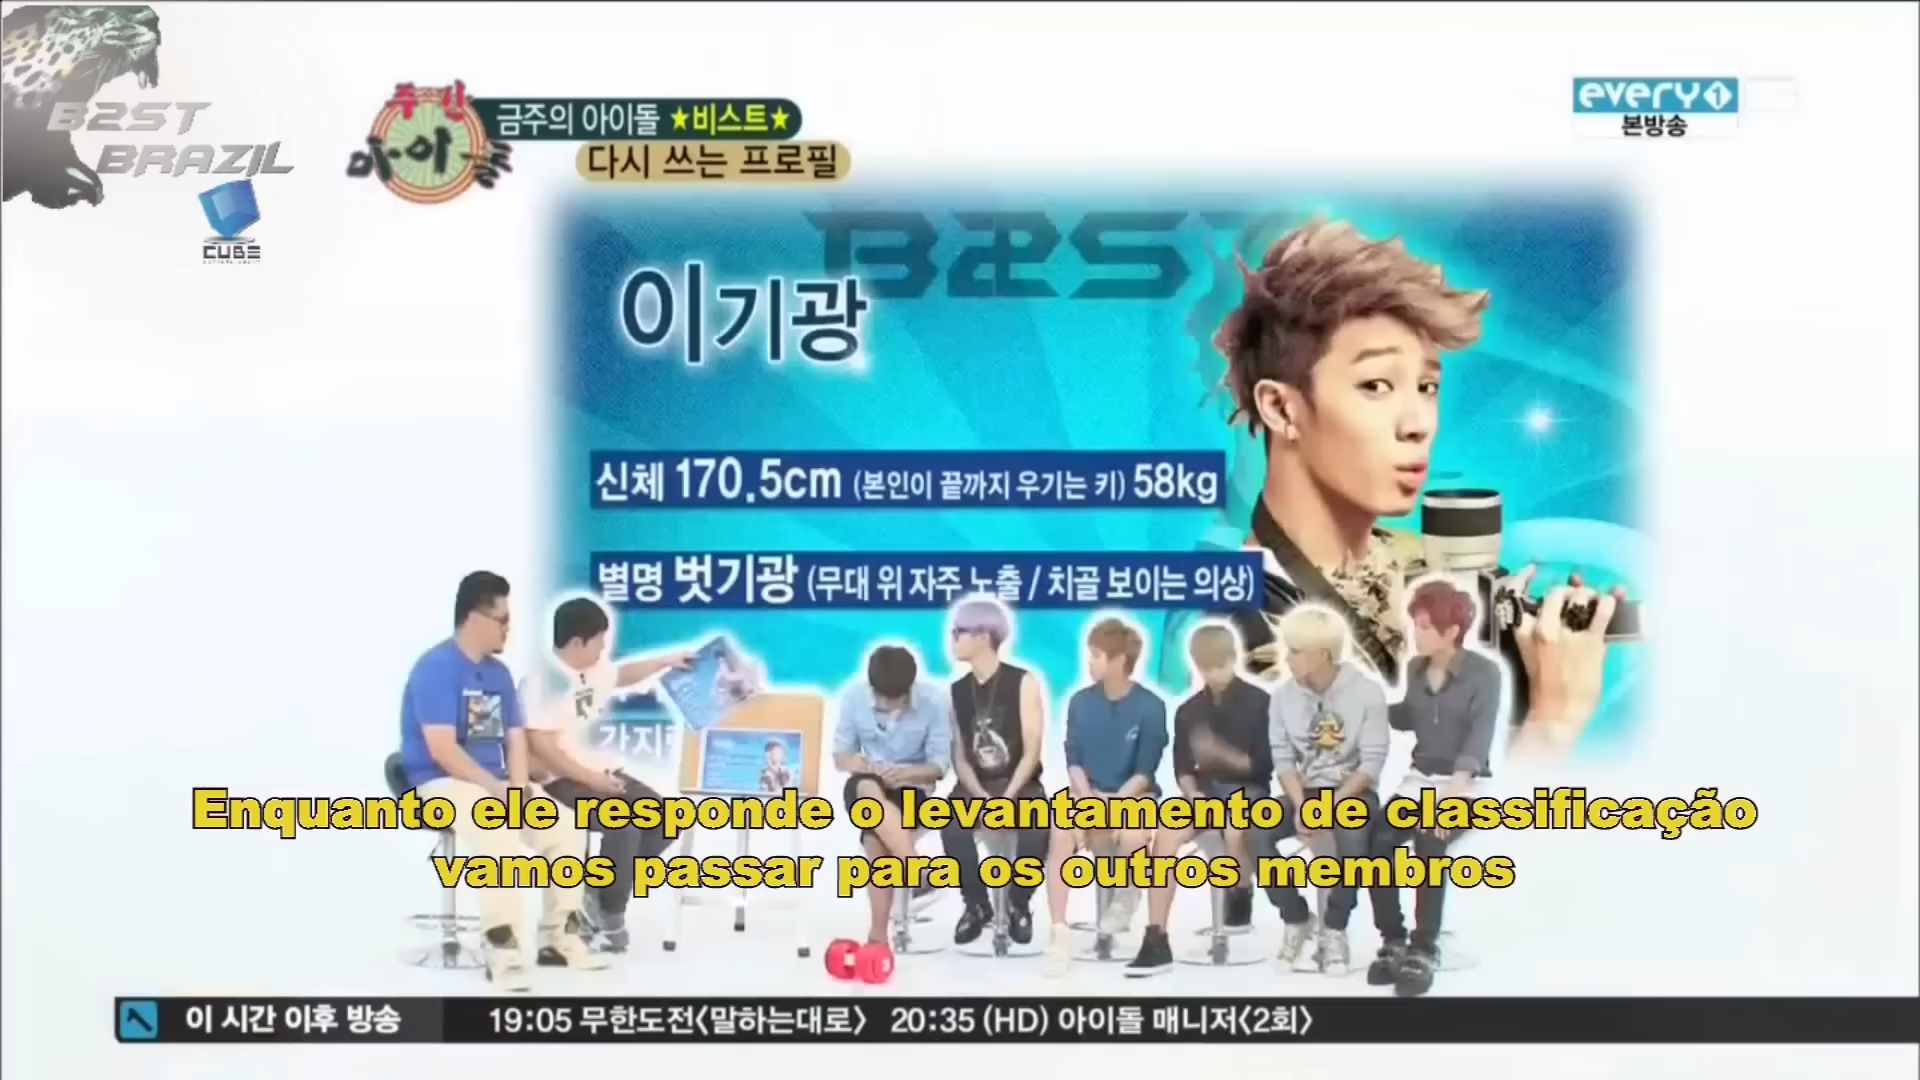 B2ST
BRAZIL
CUBE
주간
아이돌
금주의 아이돌 ★비스트★
다시 쓰는 프로필
every1
본방송
B2ST
이기광
신체 170.5cm (본인이 끝까지 우기는 키) 58kg
별명 벗기광 (무대 위 자주 노출 / 치골 보이는 의상)
Enquanto ele responde o levantamento de classificação
vamos passar para os outros membros
이 시간 이후 방송 19:05 무한도전<말하는대로> 20:35 (HD) 아이돌 매니저<2회>